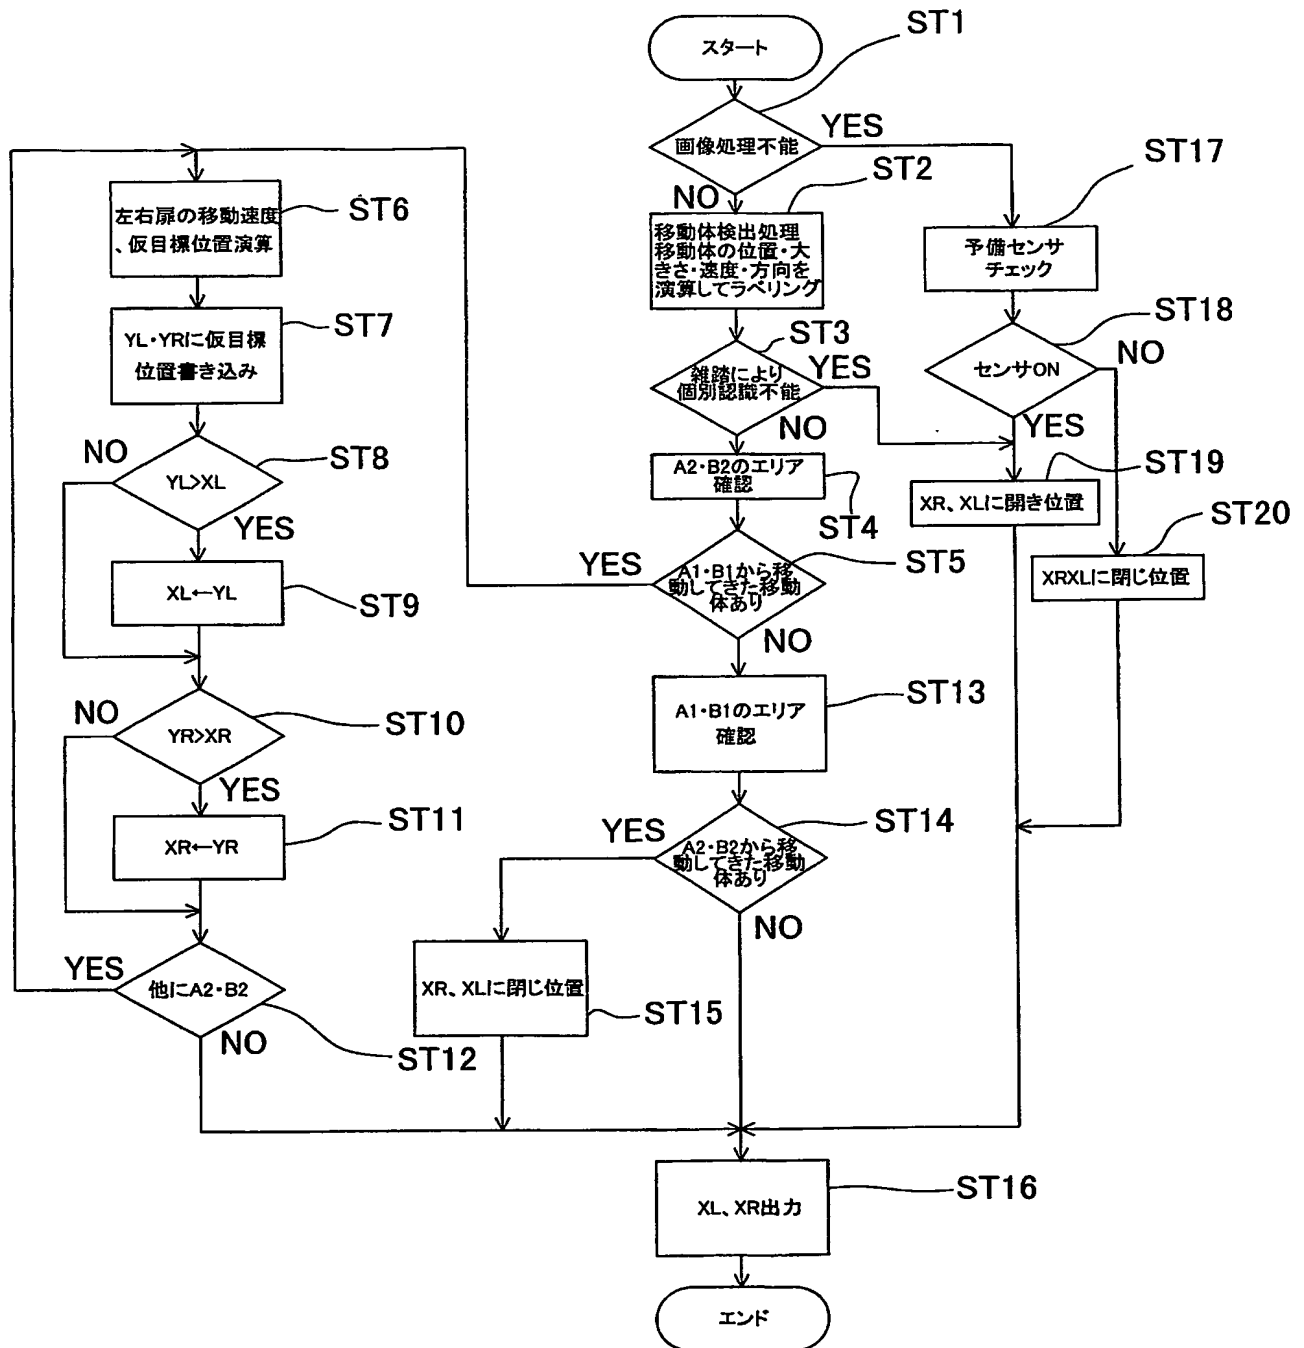 スタート
ST1
画像処理不能
YES
NO
ST2
移動体検出処理
移動体の位置・大
きさ・速度・方向を
演算してラベリング
ST17
予備センサ
チェック
ST18
センサON
NO
YES
ST3
雑踏により
個別認識不能
YES
NO
ST19
XR、XLに開き位置
ST20
XRXLに閉じ位置
A2・B2のエリア
確認
ST4
ST5
A1・B1から移
動してきた移動
体あり
YES
NO
ST6
左右扉の移動速度
、仮目標位置演算
ST7
YL・YRに仮目標
位置書き込み
NO
ST8
YL>XL
YES
XL←YL
ST9
NO
ST10
YR>XR
YES
XR←YR
ST11
YES
他にA2・B2
NO
ST12
ST13
A1・B1のエリア
確認
YES
ST14
A2・B2から移
動してきた移動
体あり
NO
XR、XLに閉じ位置
ST15
XL、XR出力
ST16
エンド